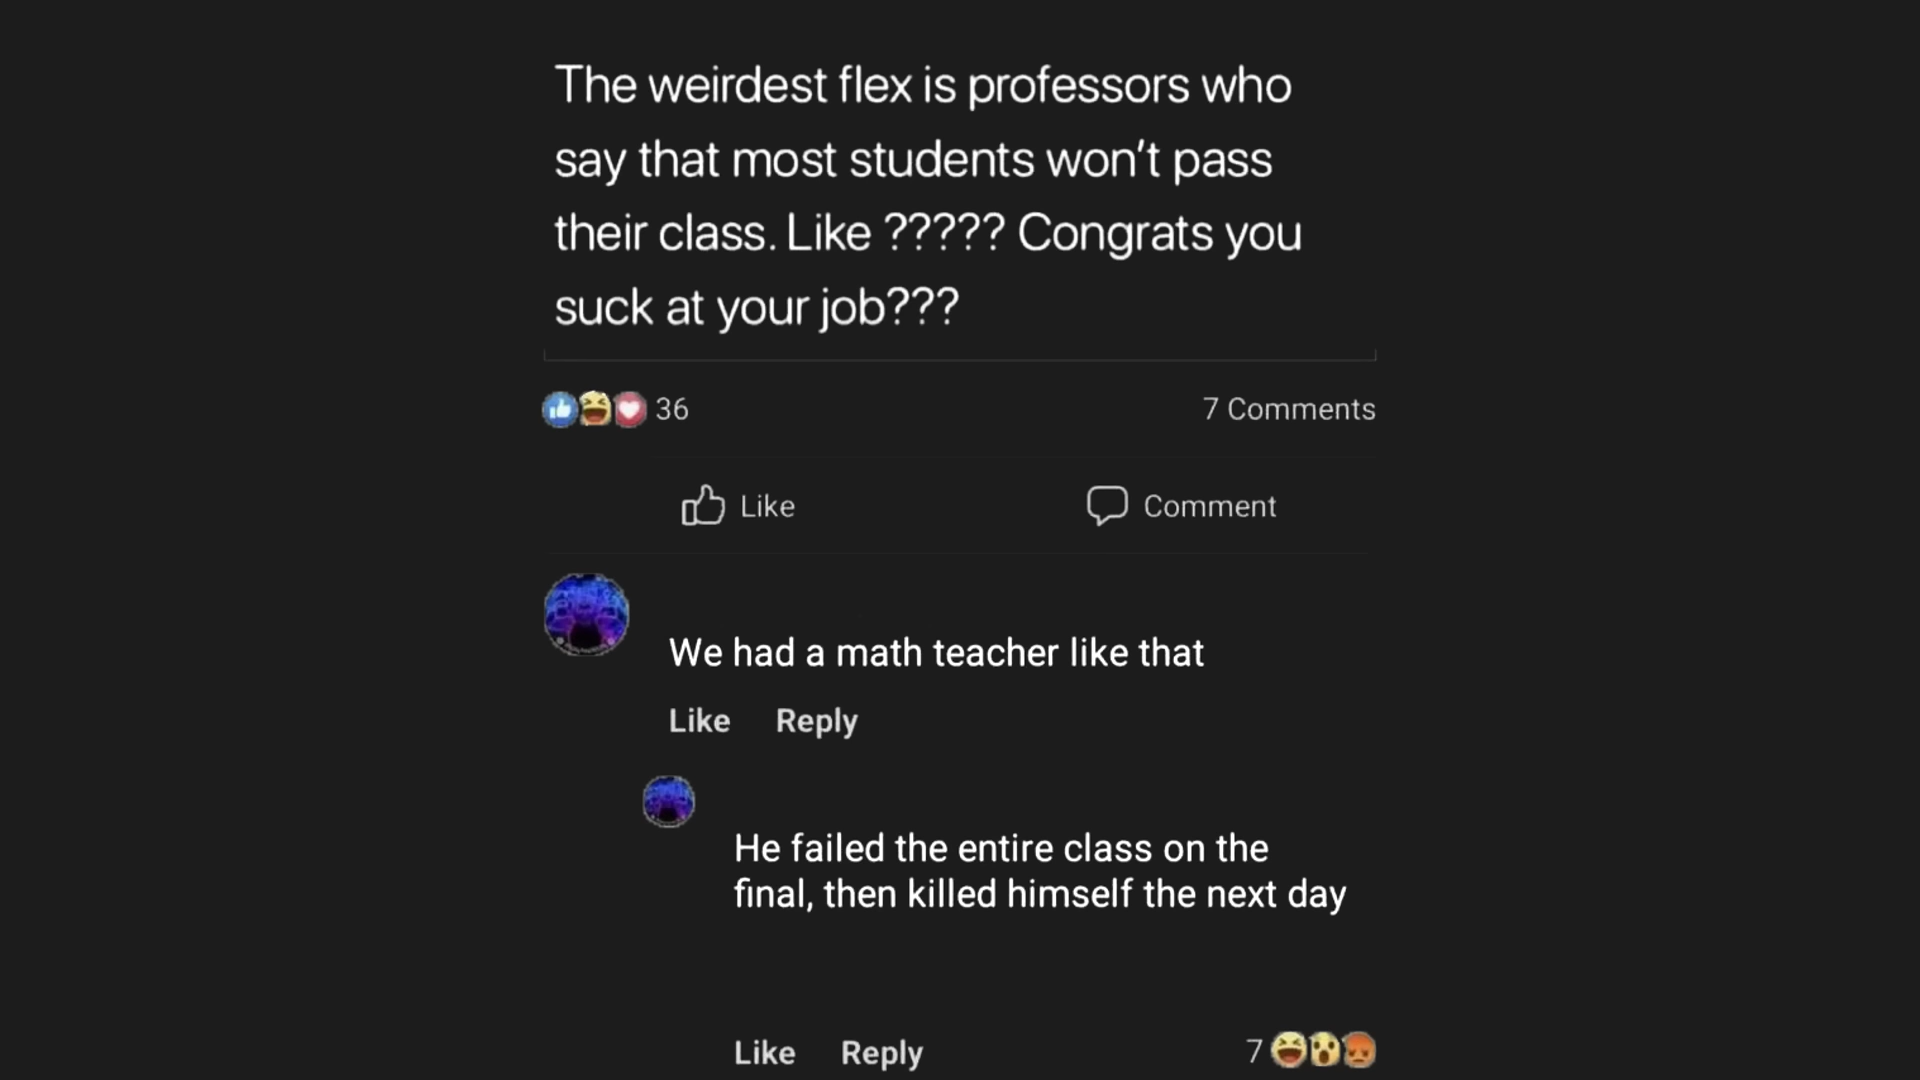 The weirdest flex is professors who
say that most students won't pass
their class. Like ????? Congrats you
suck at your job???
36
7 Comments
Like
Comment
We had a math teacher like that
Like Reply
He failed the entire class on the
final, then killed himself the next day
Like Reply
7